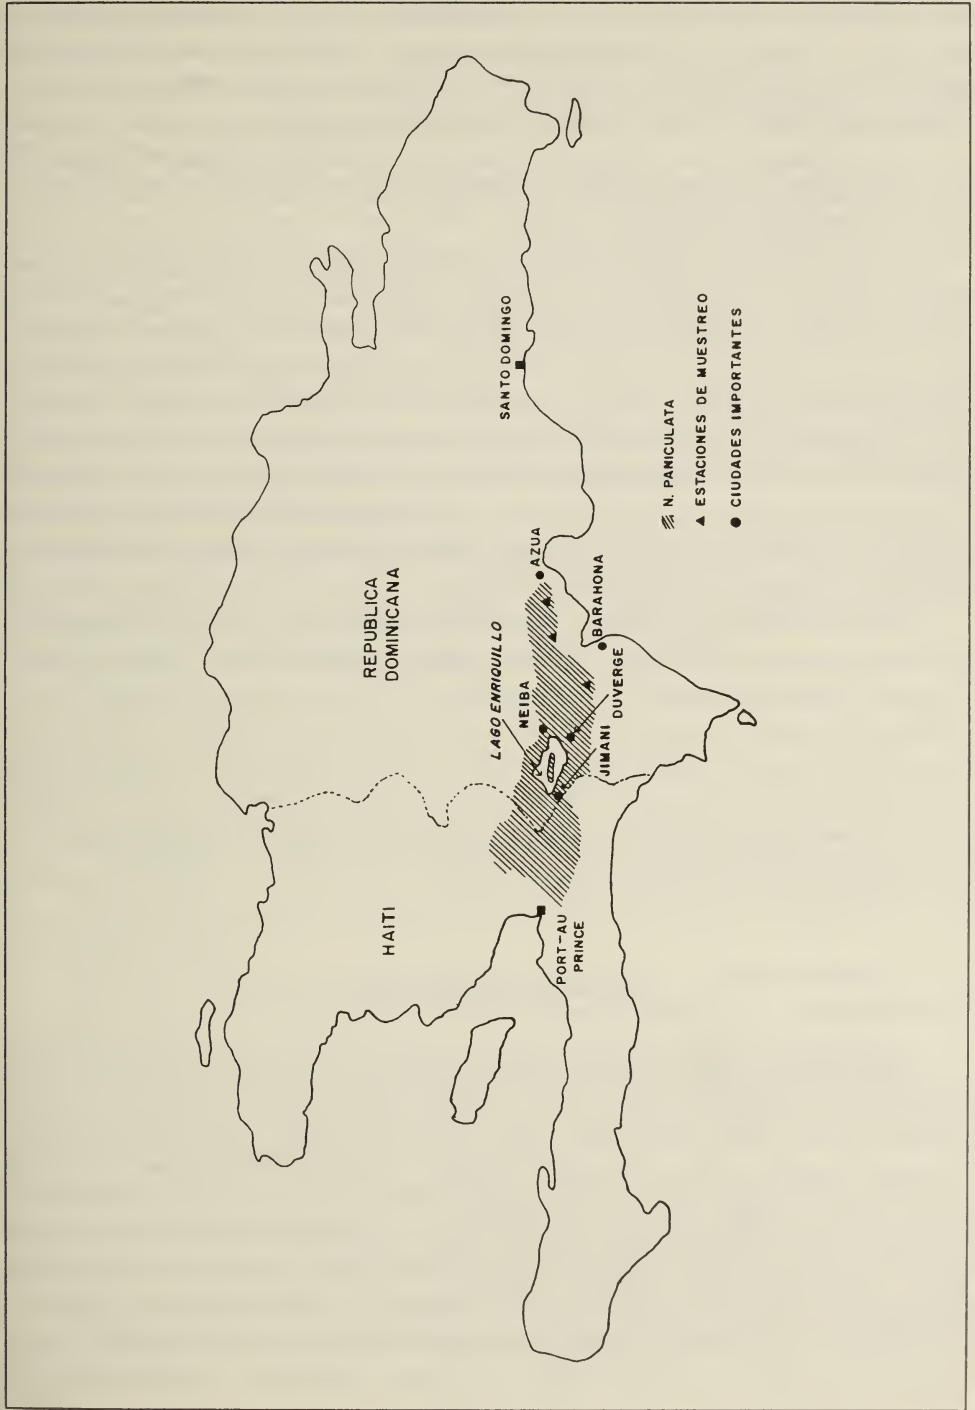 HAITI
REPUBLICA
DOMINICANA
LAGO ENRIQUILLO
NEIBA
AZUA
SANTO DOMINGO
PORT-AU
PRINCE
JIMANI
DUVERGE
BARAHONA
N. PANICULATA
ESTACIONES DE MUESTREO
CIUDADES IMPORTANTES